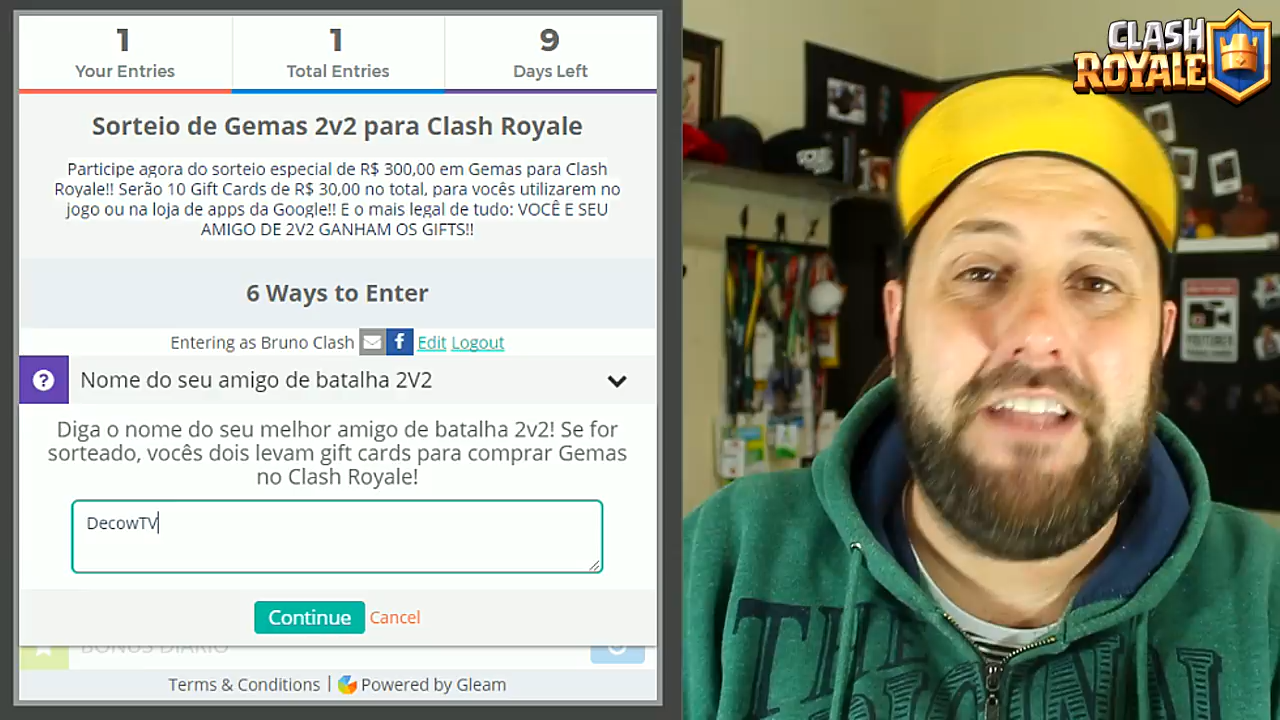 1
Your Entries
1
Total Entries
9
Days Left
Sorteio de Gemas 2v2 para Clash Royale
Participe agora do sorteio especial de R$ 300,00 em Gemas para Clash
Royale!! Serão 10 Gift Cards de R$ 30,00 no total, para vocês utilizarem no
jogo ou na loja de apps da Google!! E o mais legal de tudo: VOCÊ E SEU
AMIGO DE 2V2 GANHAM OS GIFTS!!
6 Ways to Enter
Entering as Bruno Clash f Edit Logout
? Nome do seu amigo de batalha 2V2
Diga o nome do seu melhor amigo de batalha 2v2! Se for
sorteado, vocês dois levam gift cards para comprar Gemas
no Clash Royale!
DecowTV
Continue Cancel
BÔNUS DIÁRIO
Terms & Conditions | Powered by Gleam
CLASH
ROYALE
THE